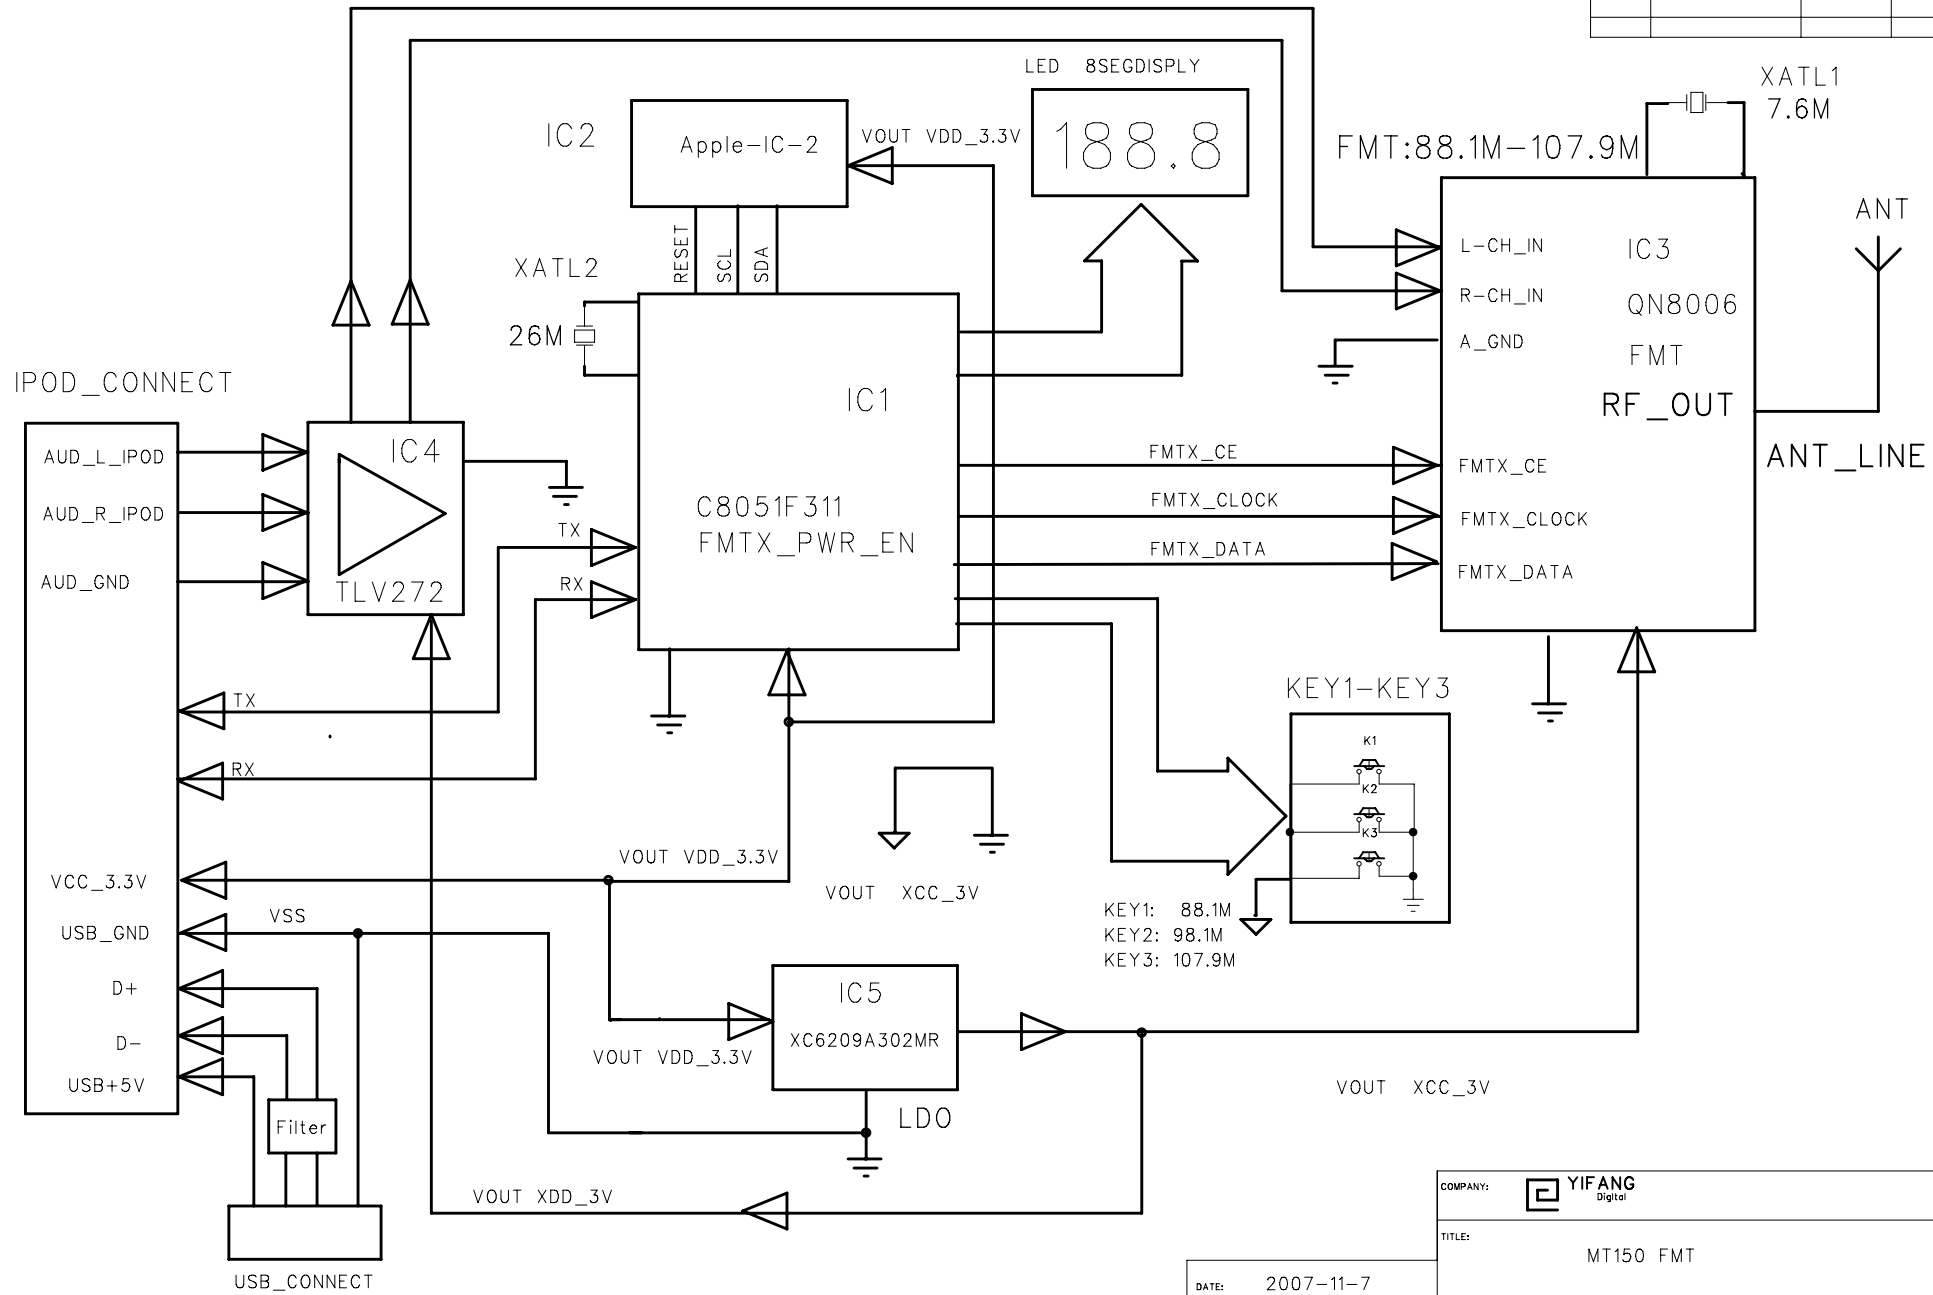 LED 8SEGDISPLY
XATL1
7.6M
IC2
Apple-IC-2
VOUT VDD_3.3V
188.8
FMT:88.1M-107.9M
ANT
RESET
SCL
SDA
L-CH_IN
IC3
XATL2
R-CH_IN
QN8006
26M
A_GND
FMT
IPOD_CONNECT
IC1
RF_OUT
AUD_L_IPOD
IC4
FMTX_CE
FMTX_CE
ANT_LINE
AUD_R_IPOD
C8051F311
FMTX_CLOCK
FMTX_CLOCK
TX
FMTX_PWR_EN
FMTX_DATA
FMTX_DATA
AUD_GND
TLV272
RX
TX
KEY1-KEY3
K1
RX
K2
K3
VCC_3.3V
VOUT VDD_3.3V
VOUT XCC_3V
USB_GND
VSS
KEY1: 88.1M
KEY2: 98.1M
KEY3: 107.9M
D+
IC5
D-
XC6209A302MR
VOUT VDD_3.3V
USB+5V
VOUT XCC_3V
Filter
LDO
VOUT XDD_3V
COMPANY:
YIFANG
Digital
TITLE:
MT150 FMT
USB_CONNECT
DATE: 2007-11-7